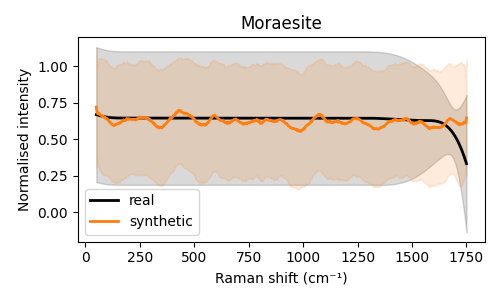 Moraesite
Normalised intensity
1.00
0.75
0.50
0.25
0.00
real
synthetic
0 250 500 750 1000 1250 1500 1750
Raman shift (cm⁻¹)